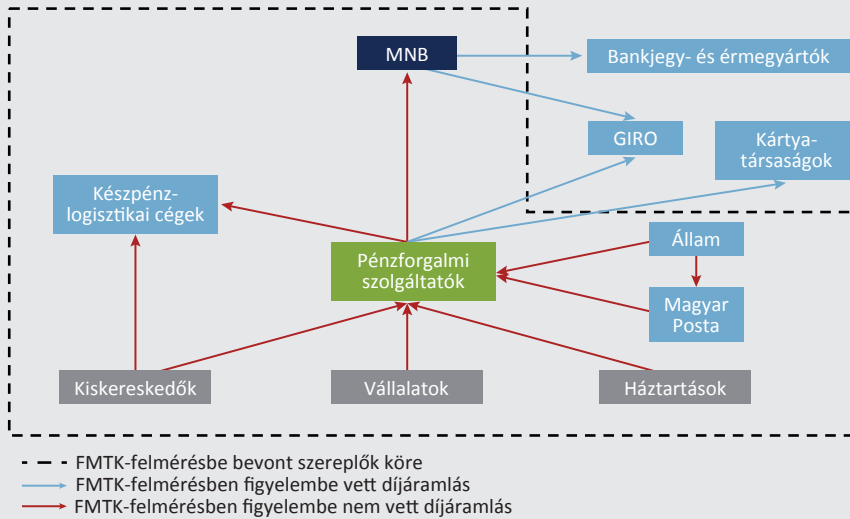 MNB
Bankjegy- és érmegyártók
GIRO
Kártya-
társaságok
Készpénz-
logisztikai cégek
Pénzforgalmi
szolgáltatók
Állam
Magyar
Posta
Kiskereskedők
Vállalatok
Háztartások
FMTK-felmérésbe bevont szereplők köre
FMTK-felmérésben figyelembe vett díjáramlás
FMTK-felmérésben figyelembe nem vett díjáramlás